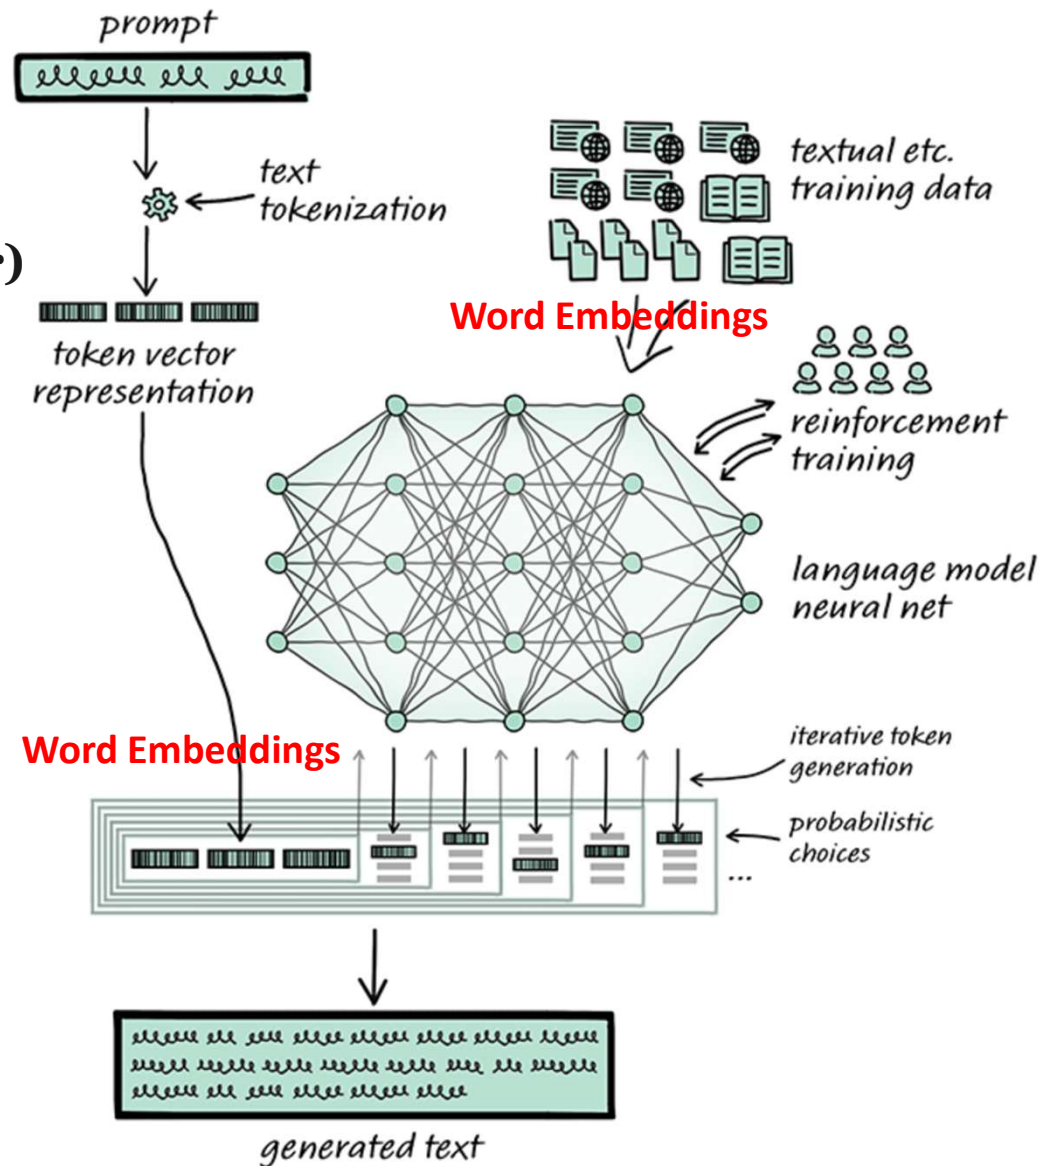 prompt
text
tokenization
r)
token vector
representation
textual etc.
training data
Word Embeddings
reinforcement
training
language model
neural net
Word Embeddings
iterative token
generation
probabilistic
choices
...
generated text